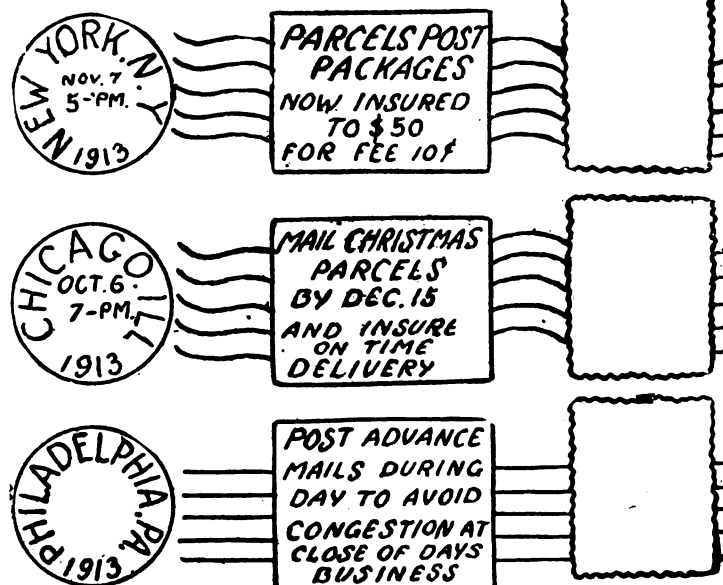 NEW YORK. N.Y.
NOV. 7
5-PM.
1913
PARCELS POST
PACKAGES
NOW INSURED
TO $50
FOR FEE 10¢
CHICAGO. ILL
OCT. 6.
7-PM.
1913
MAIL CHRISTMAS
PARCELS
BY DEC. 15
AND INSURE
ON TIME
DELIVERY
PHILADELPHIA. PA.
1913
POST ADVANCE
MAILS DURING
DAY TO AVOID
CONGESTION AT
CLOSE OF DAYS
BUSINESS